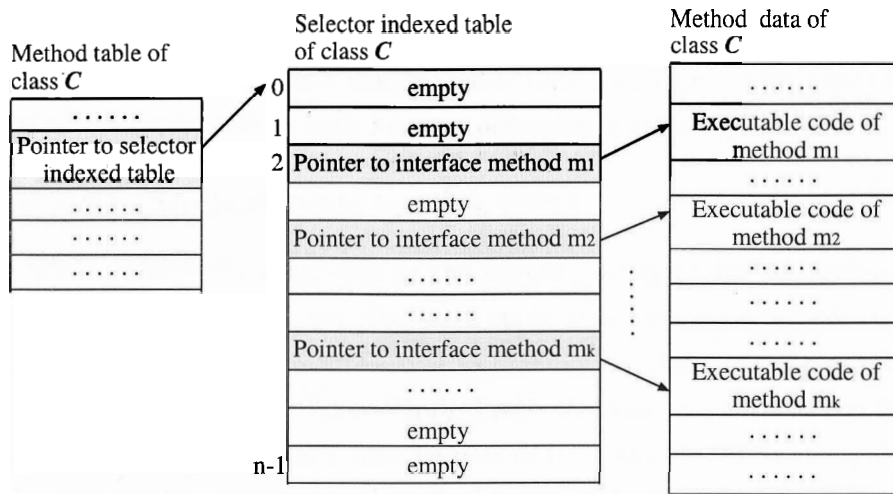 Method table of
class C
......
Pointer to selector
indexed table
......
......
......
Selector indexed table
of class C
0
empty
1
empty
2
Pointer to interface method m1
empty
Pointer to interface method m2
......
......
Pointer to interface method mk
......
empty
n-1
empty
......
Method data of
class C
......
Executable code of
method m1
......
Executable code of
method m2
......
......
......
Executable code of
method mk
......
......